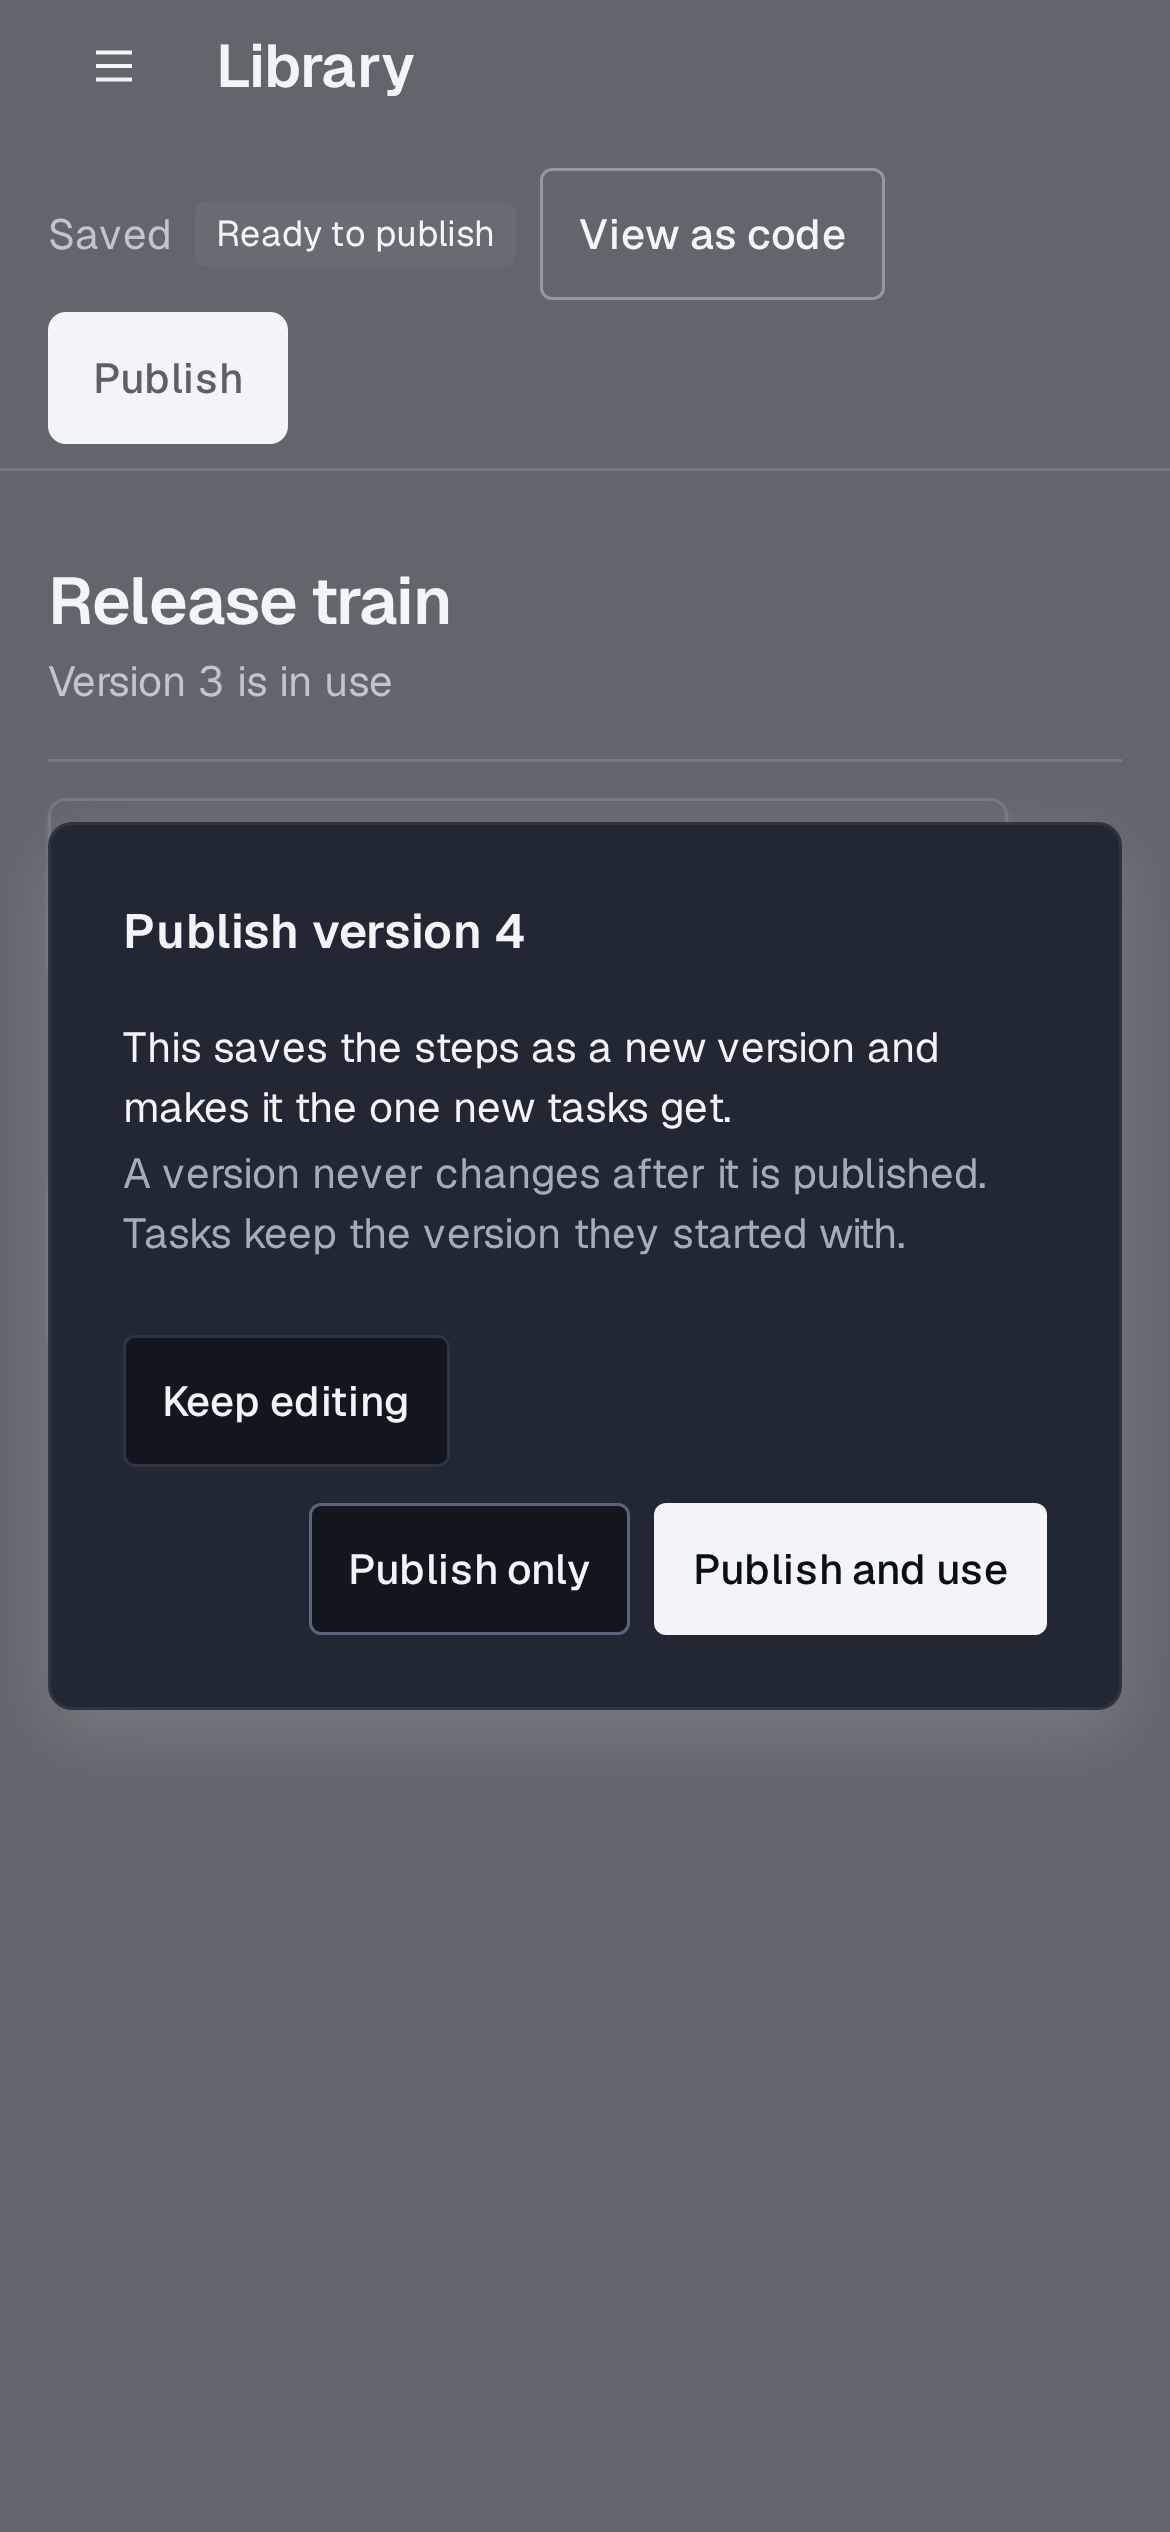 Library
Saved
Ready to publish
View as code
Publish
Release train
Version 3 is in use
Publish version 4
This saves the steps as a new version and
makes it the one new tasks get.
A version never changes after it is published.
Tasks keep the version they started with.
Keep editing
Publish only
Publish and use